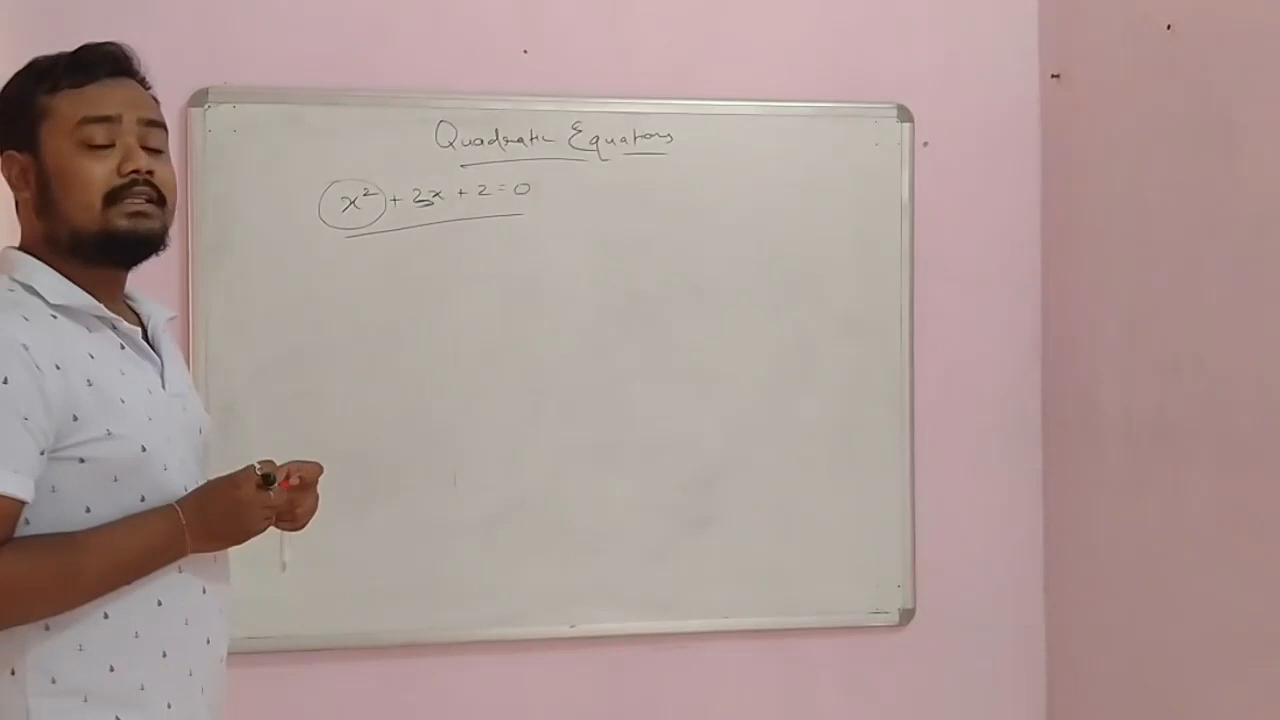 Quadratic Equations
x² + 3x + 2 = 0